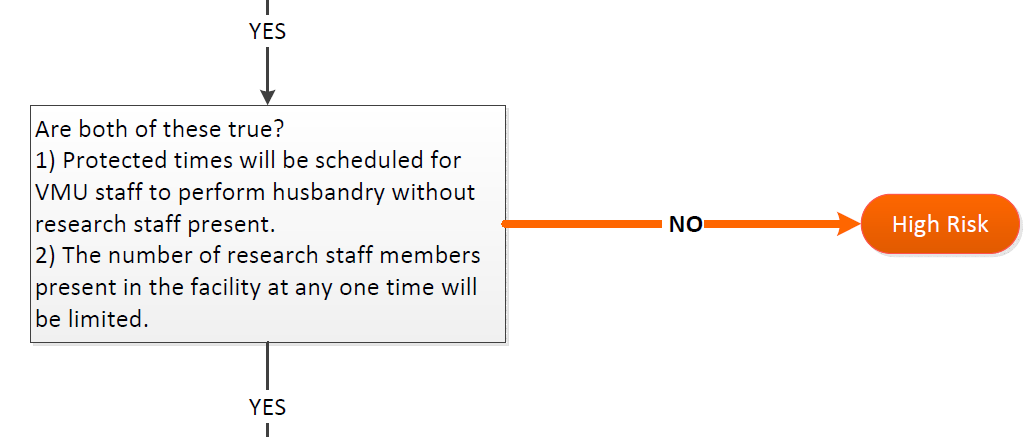 YES
Are both of these true?
1) Protected times will be scheduled for
VMU staff to perform husbandry without
research staff present.
2) The number of research staff members
present in the facility at any one time will
be limited.
NO
High Risk
YES